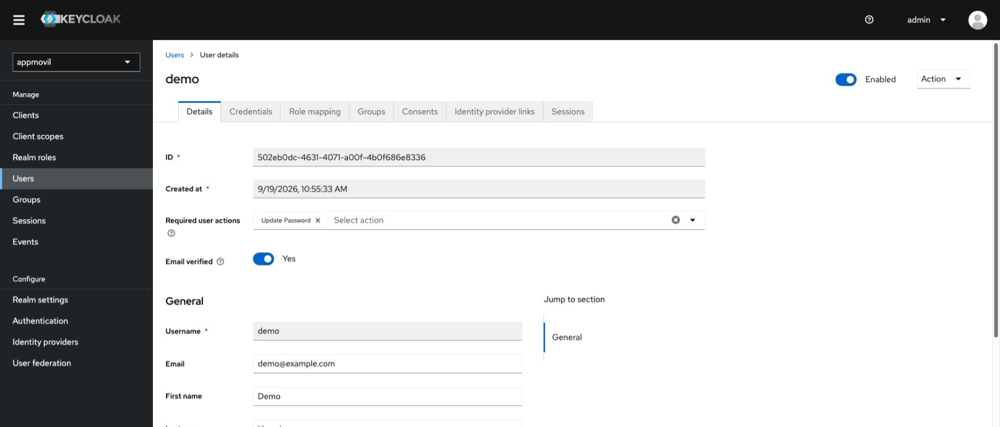 KEYCLOAK
admin
appmovil
Manage
Clients
Client scopes
Realm roles
Users
Groups
Sessions
Events
Configure
Realm settings
Authentication
Identity providers
User federation
Users > User details
demo
Enabled
Action
Details Credentials Role mapping Groups Consents Identity provider links Sessions
ID * 502eb0dc-4631-4071-a00f-4b0f686e8336
Created at * 9/19/2026, 10:55:33 AM
Required user actions Update Password Select action
Email verified Yes
General
Jump to section
General
Username * demo
Email demo@example.com
First name Demo